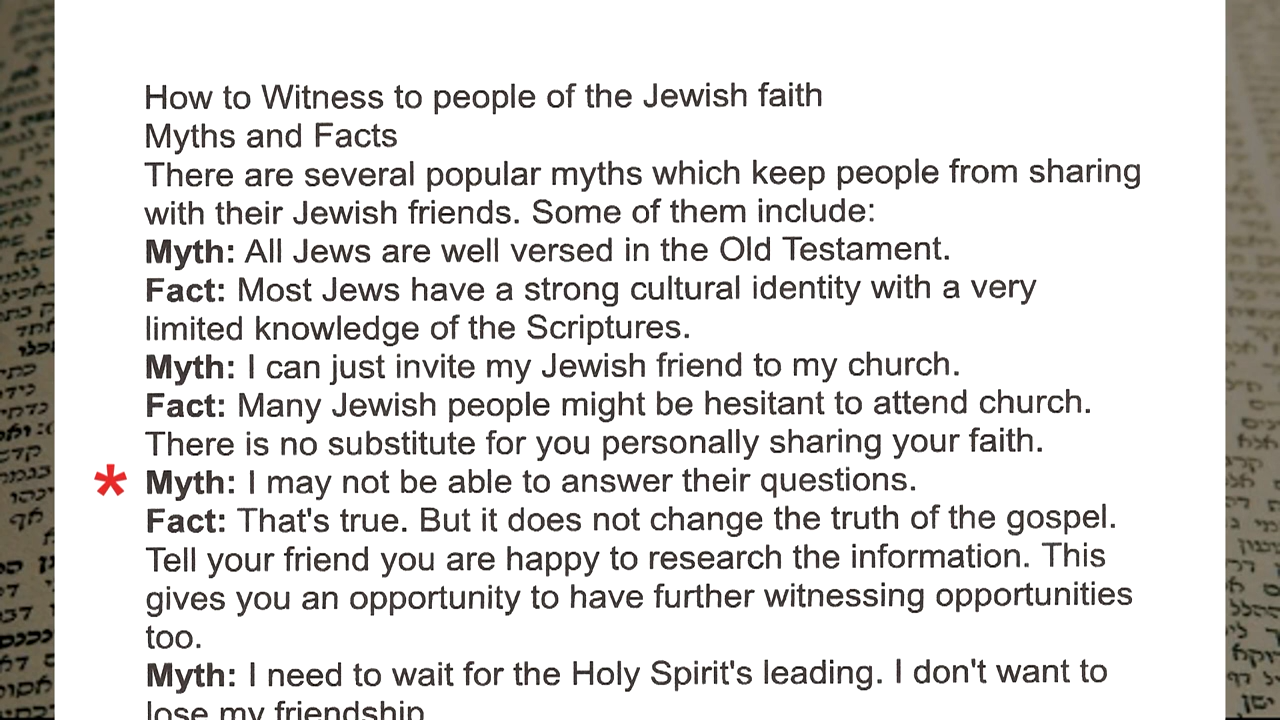 How to Witness to people of the Jewish faith
Myths and Facts
There are several popular myths which keep people from sharing
with their Jewish friends. Some of them include:
Myth: All Jews are well versed in the Old Testament.
Fact: Most Jews have a strong cultural identity with a very
limited knowledge of the Scriptures.
Myth: I can just invite my Jewish friend to my church.
Fact: Many Jewish people might be hesitant to attend church.
There is no substitute for you personally sharing your faith.
* Myth: I may not be able to answer their questions.
Fact: That's true. But it does not change the truth of the gospel.
Tell your friend you are happy to research the information. This
gives you an opportunity to have further witnessing opportunities
too.
Myth: I need to wait for the Holy Spirit's leading. I don't want to
lose my friendship